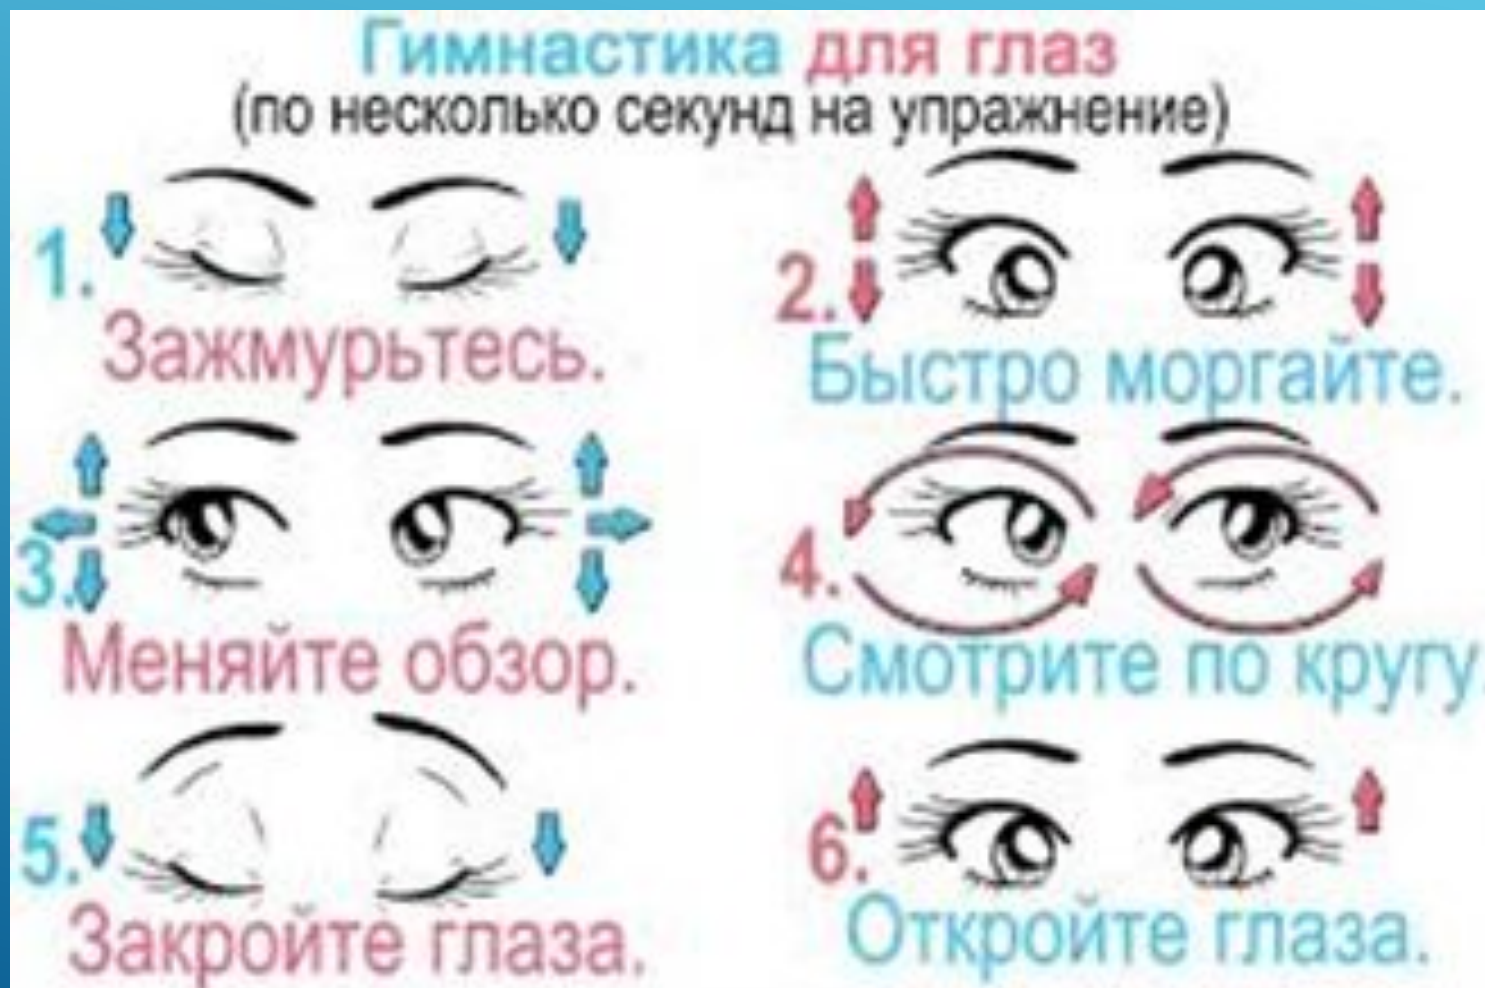 Гимнастика для глаз
(по несколько секунд на упражнение)
1.
Зажмурьтесь.
2.
Быстро моргайте.
3.
Меняйте обзор.
4.
Смотрите по кругу.
5.
Закройте глаза.
6.
Откройте глаза.